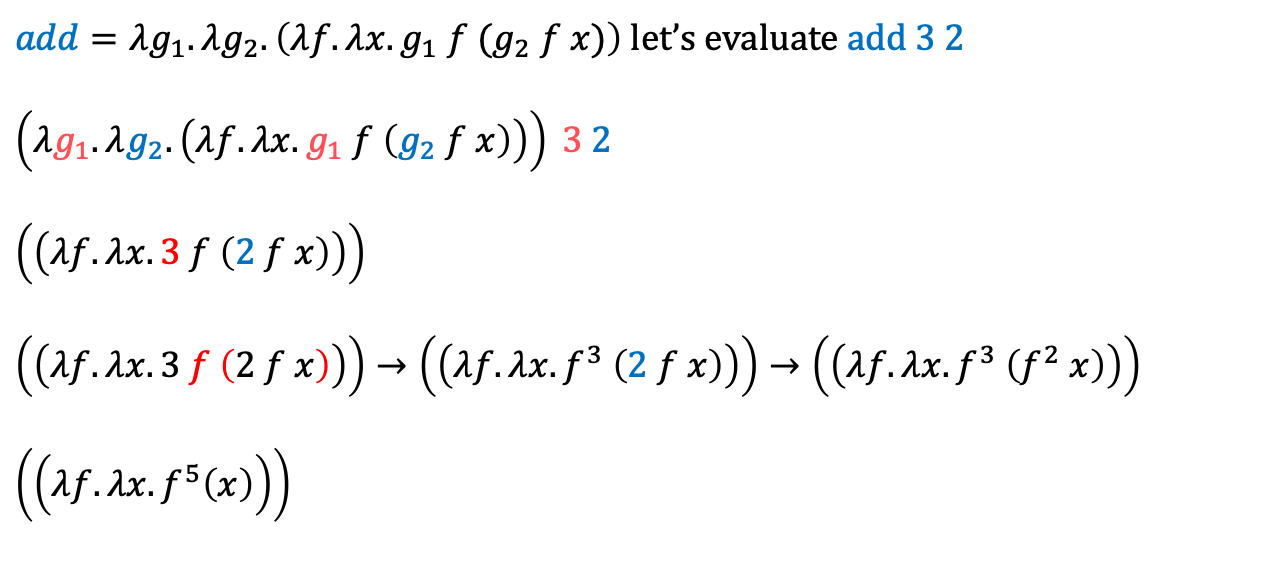 add = λg₁. λg₂. (λf. λx. g₁ f (g₂ f x)) let’s evaluate add 3 2
(λg₁. λg₂. (λf. λx. g₁ f (g₂ f x))) 3 2
((λf. λx. 3 f (2 f x)))
((λf. λx. 3 f (2 f x))) → ((λf. λx. f³ (2 f x))) → ((λf. λx. f³ (f² x)))
((λf. λx. f⁵(x)))